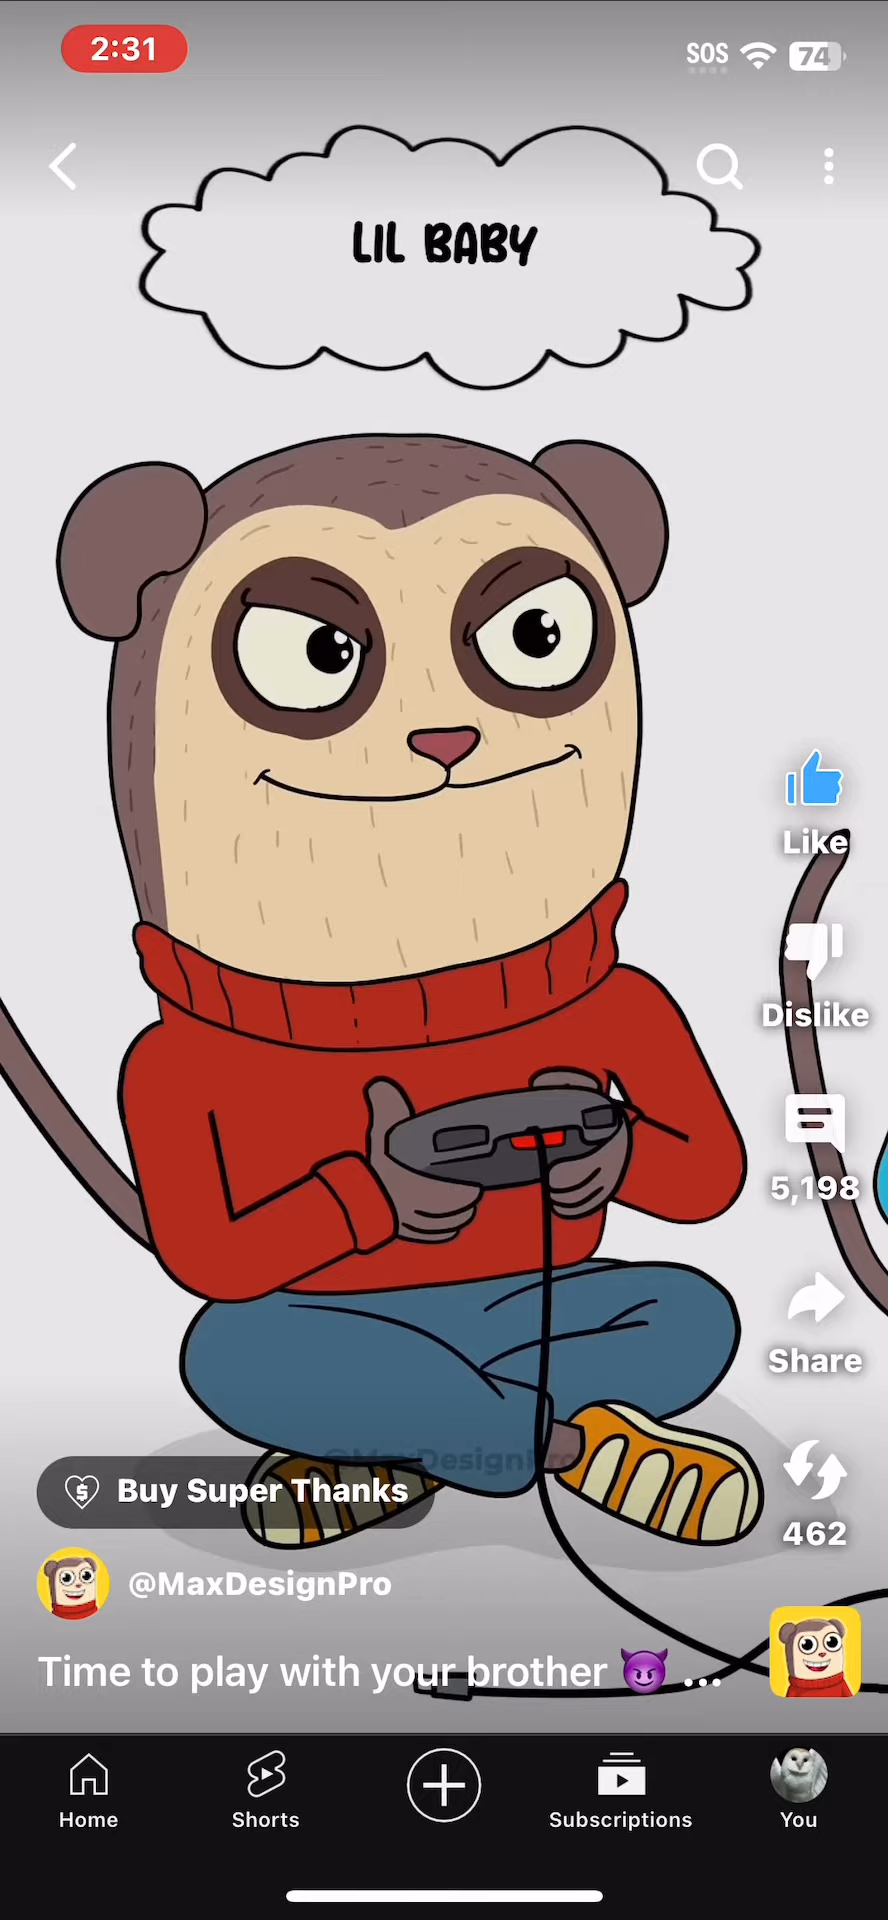 2:31
SOS
74
LIL BABY
Like
Dislike
5,198
Share
@MaxDesignPro
Buy Super Thanks
462
@MaxDesignPro
Time to play with your brother 😈 ...
Home
Shorts
Subscriptions
You